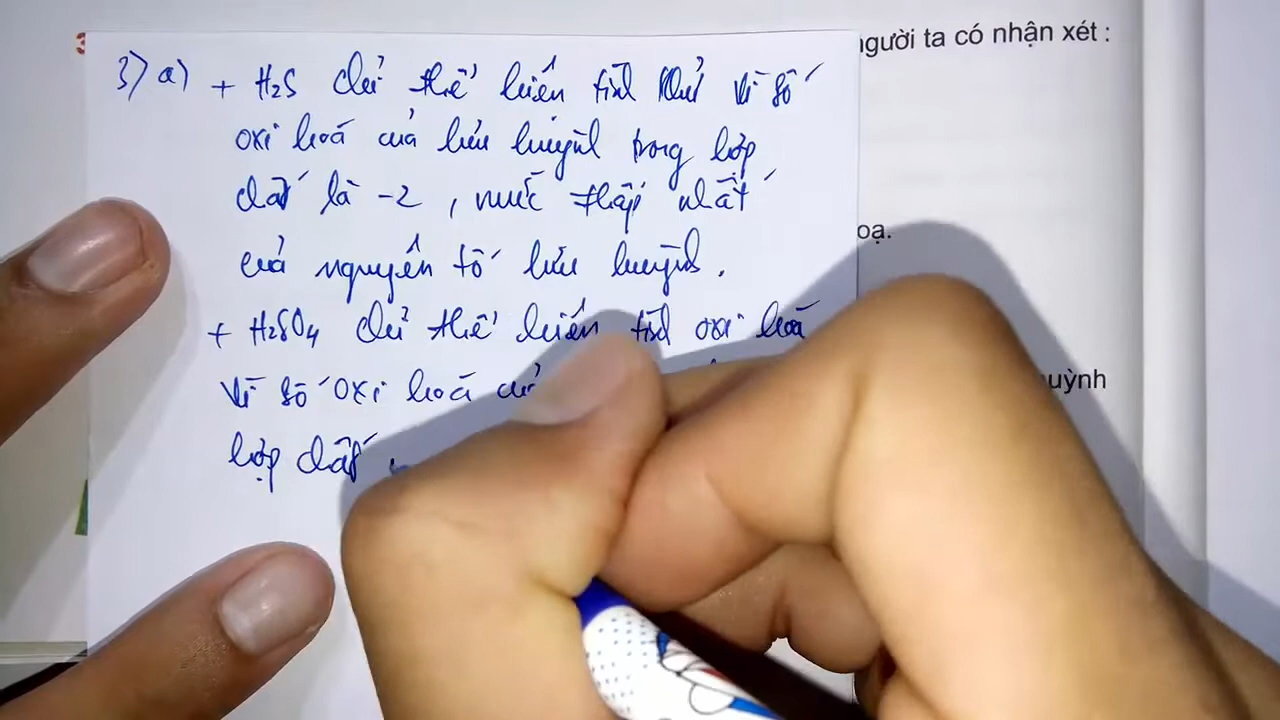 3
người ta có nhận xét :
3) a) + H₂S chỉ thể hiện tính khử vì số
oxi hoá của lưu huỳnh trong hợp
chất là -2, mức thấp nhất
của nguyên tố lưu huỳnh.
oạ.
+ H₂SO₄ chỉ thể hiện tính oxi hoá
vì số oxi hoá củ
uỳnh
hợp chất